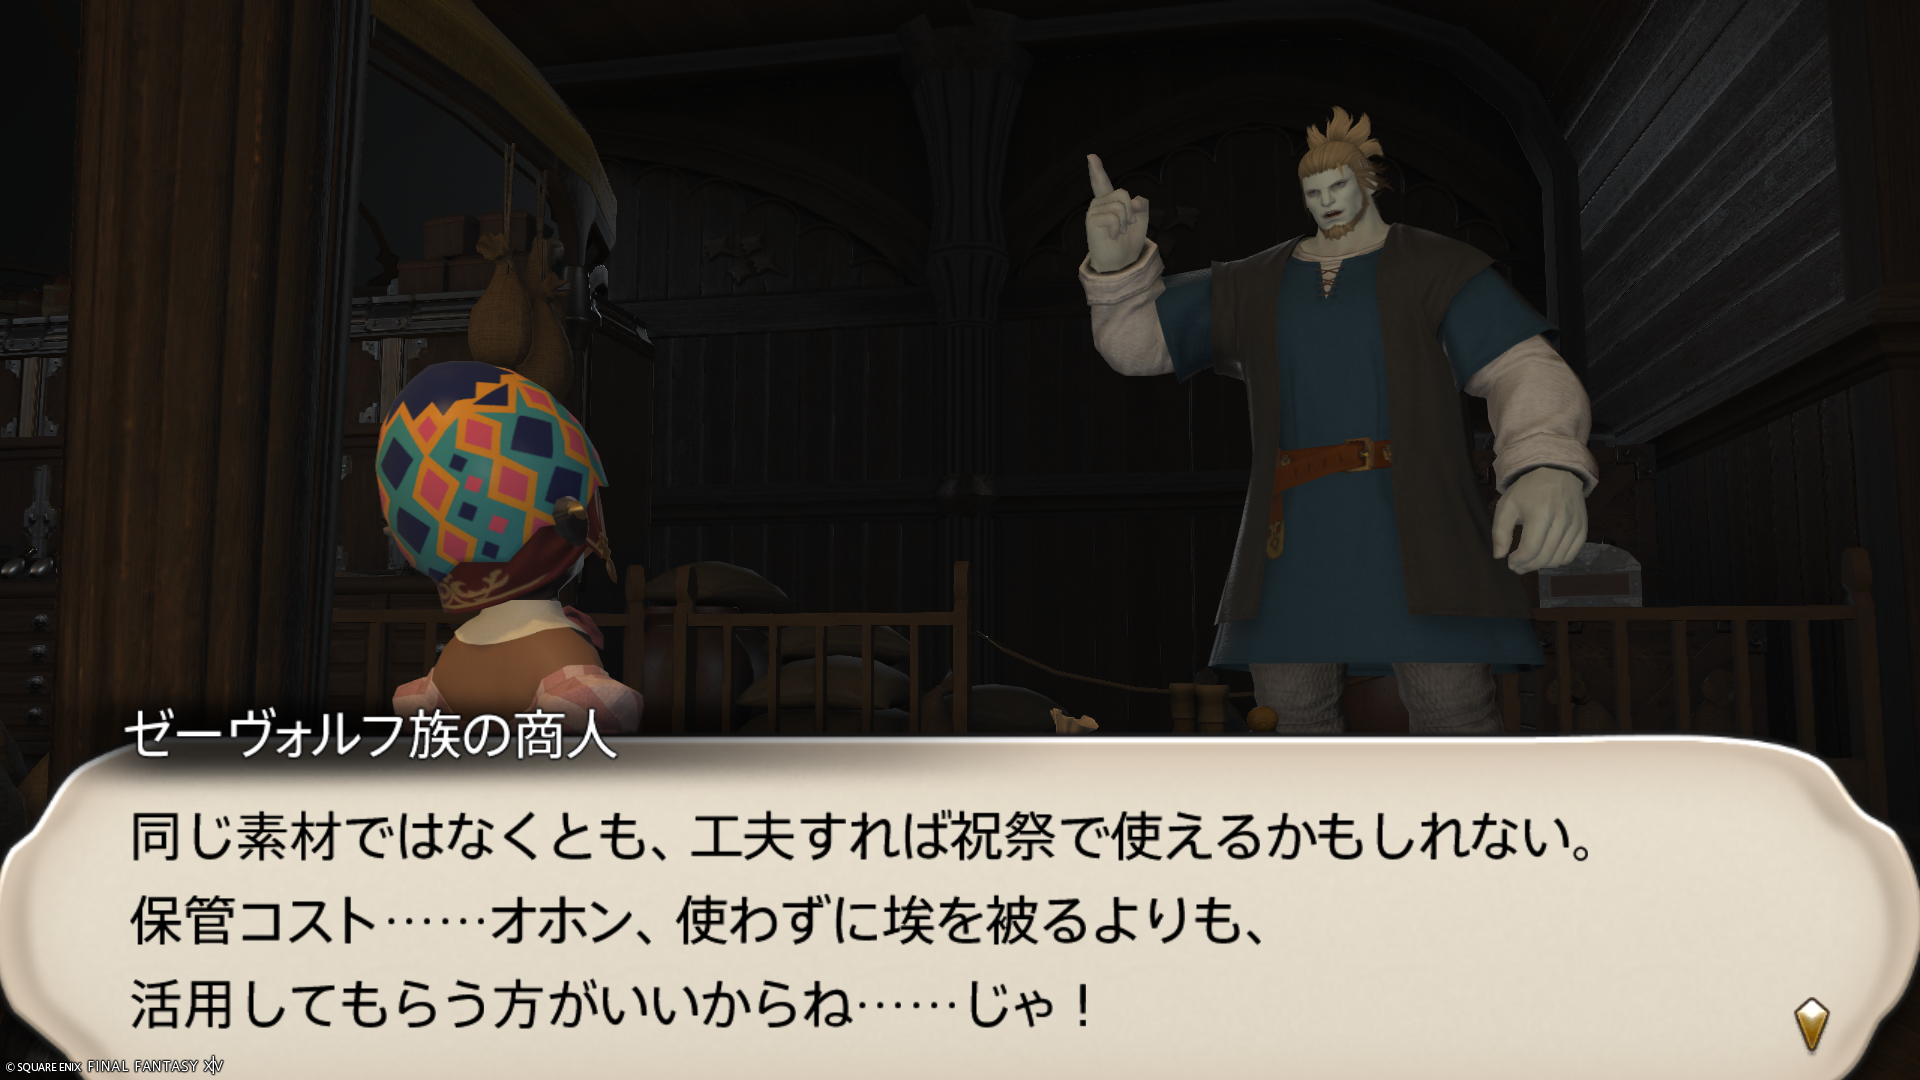 ゼーヴォルフ族の商人
同じ素材ではなくとも、工夫すれば祝祭で使えるかもしれない。
保管コスト……オホン、使わずに埃を被るよりも、
活用してもらう方がいいからね……じゃ！
© SQUARE ENIX FINAL FANTASY XIV